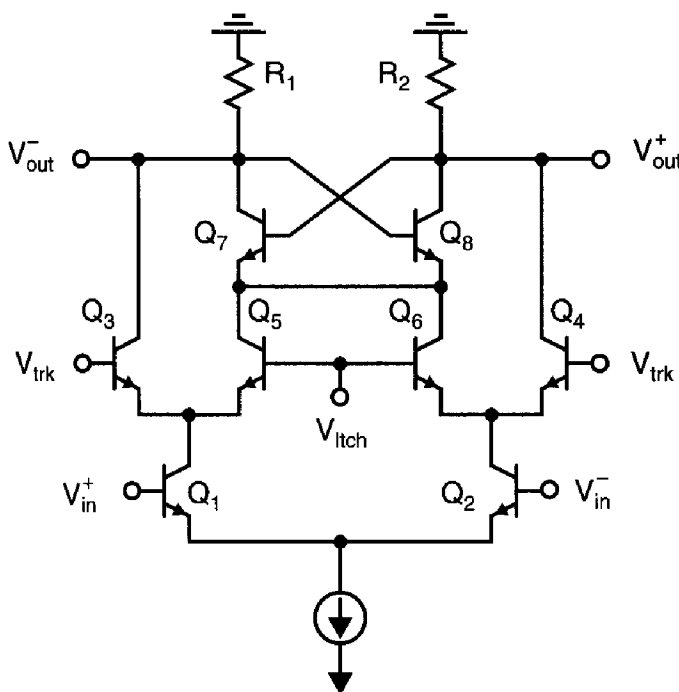 R1 R2
V−out V+out
Q7 Q8
Q3 Q5 Q6 Q4
Vtrk Vtrk
Vltch
V+in Q1 Q2 V−in